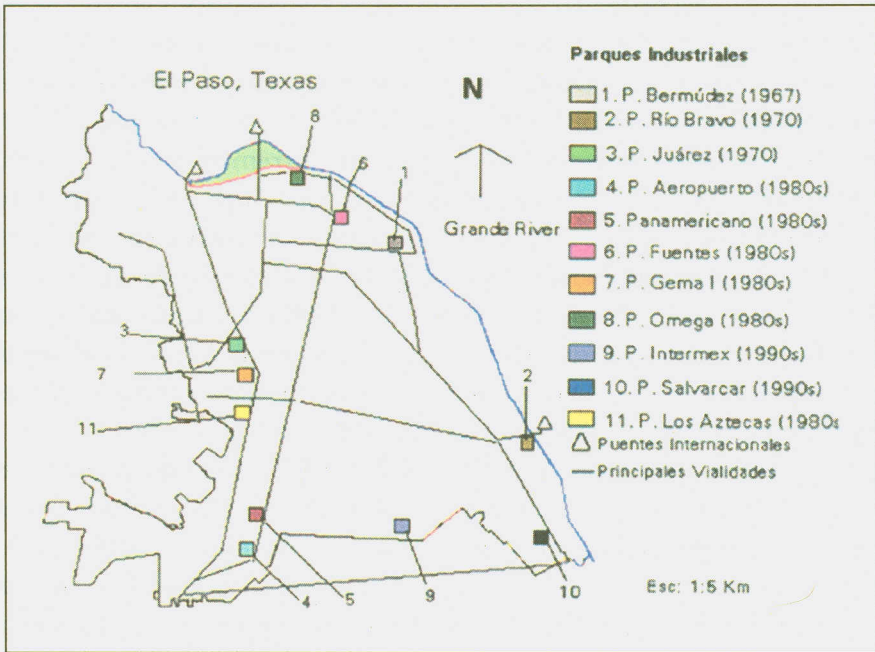 El Paso, Texas
N
Grande River
Parques Industriales
1. P. Bermúdez (1967)
2. P. Río Bravo (1970)
3. P. Juárez (1970)
4. P. Aeropuerto (1980s)
5. Panamericano (1980s)
6. P. Fuentes (1980s)
7. P. Gema I (1980s)
8. P. Omega (1980s)
9. P. Intermex (1990s)
10. P. Salvarcar (1990s)
11. P. Los Aztecas (1980s
Puentes Internacionales
Principales Vialidades
Esc: 1:5 Km
8
6
1
3
7
2
11
4
5
9
10